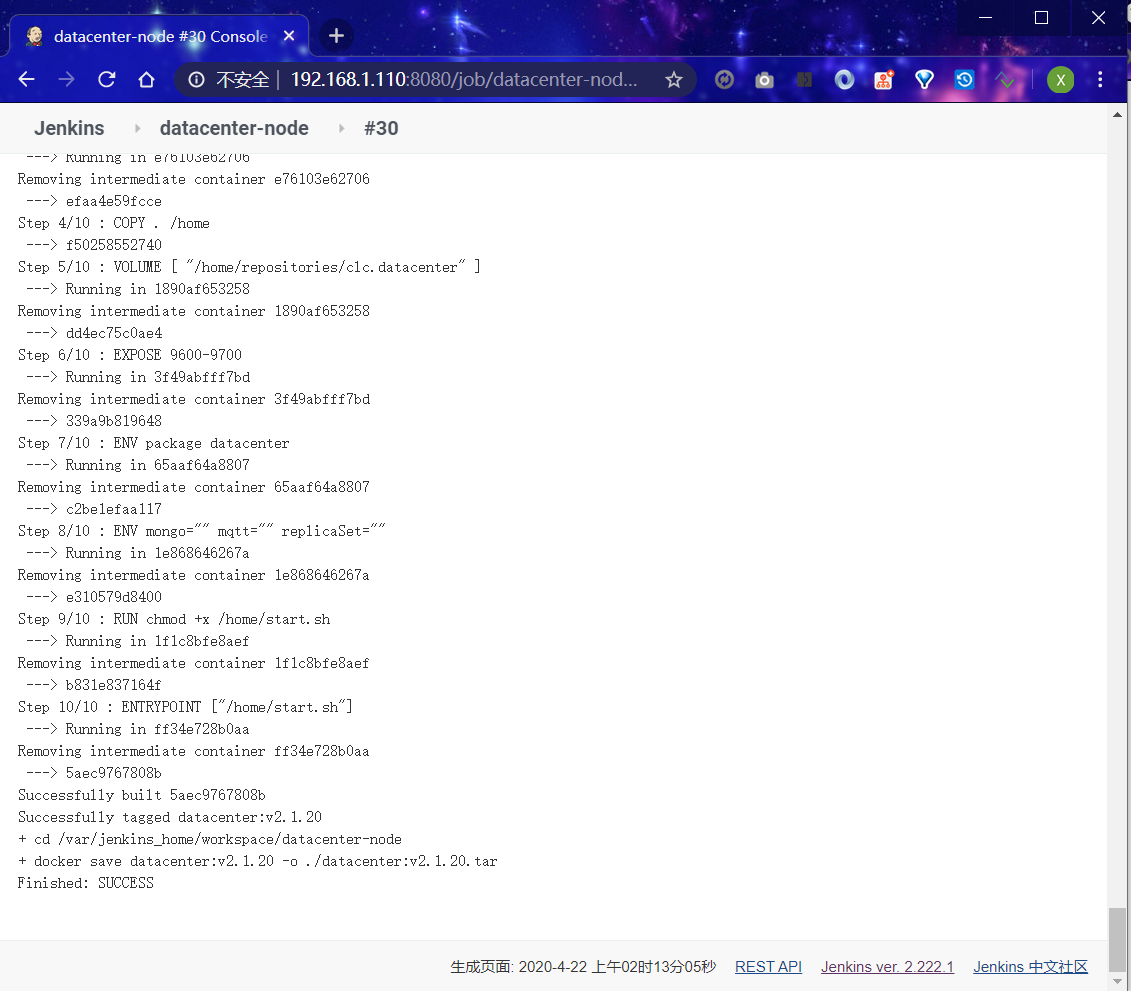 datacenter-node #30 Console
不安全 | 192.168.1.110:8080/job/datacenter-nod...
X
Jenkins
datacenter-node
#30
---> Running in e76103e62706
Removing intermediate container e76103e62706
---> efaa4e59fcce
Step 4/10 : COPY . /home
---> f50258552740
Step 5/10 : VOLUME [ "/home/repositories/clc.datacenter" ]
---> Running in 1890af653258
Removing intermediate container 1890af653258
---> dd4ec75c0ae4
Step 6/10 : EXPOSE 9600-9700
---> Running in 3f49abfff7bd
Removing intermediate container 3f49abfff7bd
---> 339a9b819648
Step 7/10 : ENV package datacenter
---> Running in 65aaf64a8807
Removing intermediate container 65aaf64a8807
---> c2be1efaa117
Step 8/10 : ENV mongo="" mqtt="" replicaSet=""
---> Running in 1e868646267a
Removing intermediate container 1e868646267a
---> e310579d8400
Step 9/10 : RUN chmod +x /home/start.sh
---> Running in 1f1c8bfe8aef
Removing intermediate container 1f1c8bfe8aef
---> b831e837164f
Step 10/10 : ENTRYPOINT ["/home/start.sh"]
---> Running in ff34e728b0aa
Removing intermediate container ff34e728b0aa
---> 5aec9767808b
Successfully built 5aec9767808b
Successfully tagged datacenter:v2.1.20
+ cd /var/jenkins_home/workspace/datacenter-node
+ docker save datacenter:v2.1.20 -o ./datacenter:v2.1.20.tar
Finished: SUCCESS
生成页面: 2020-4-22 上午02时13分05秒 REST API Jenkins ver. 2.222.1 Jenkins 中文社区